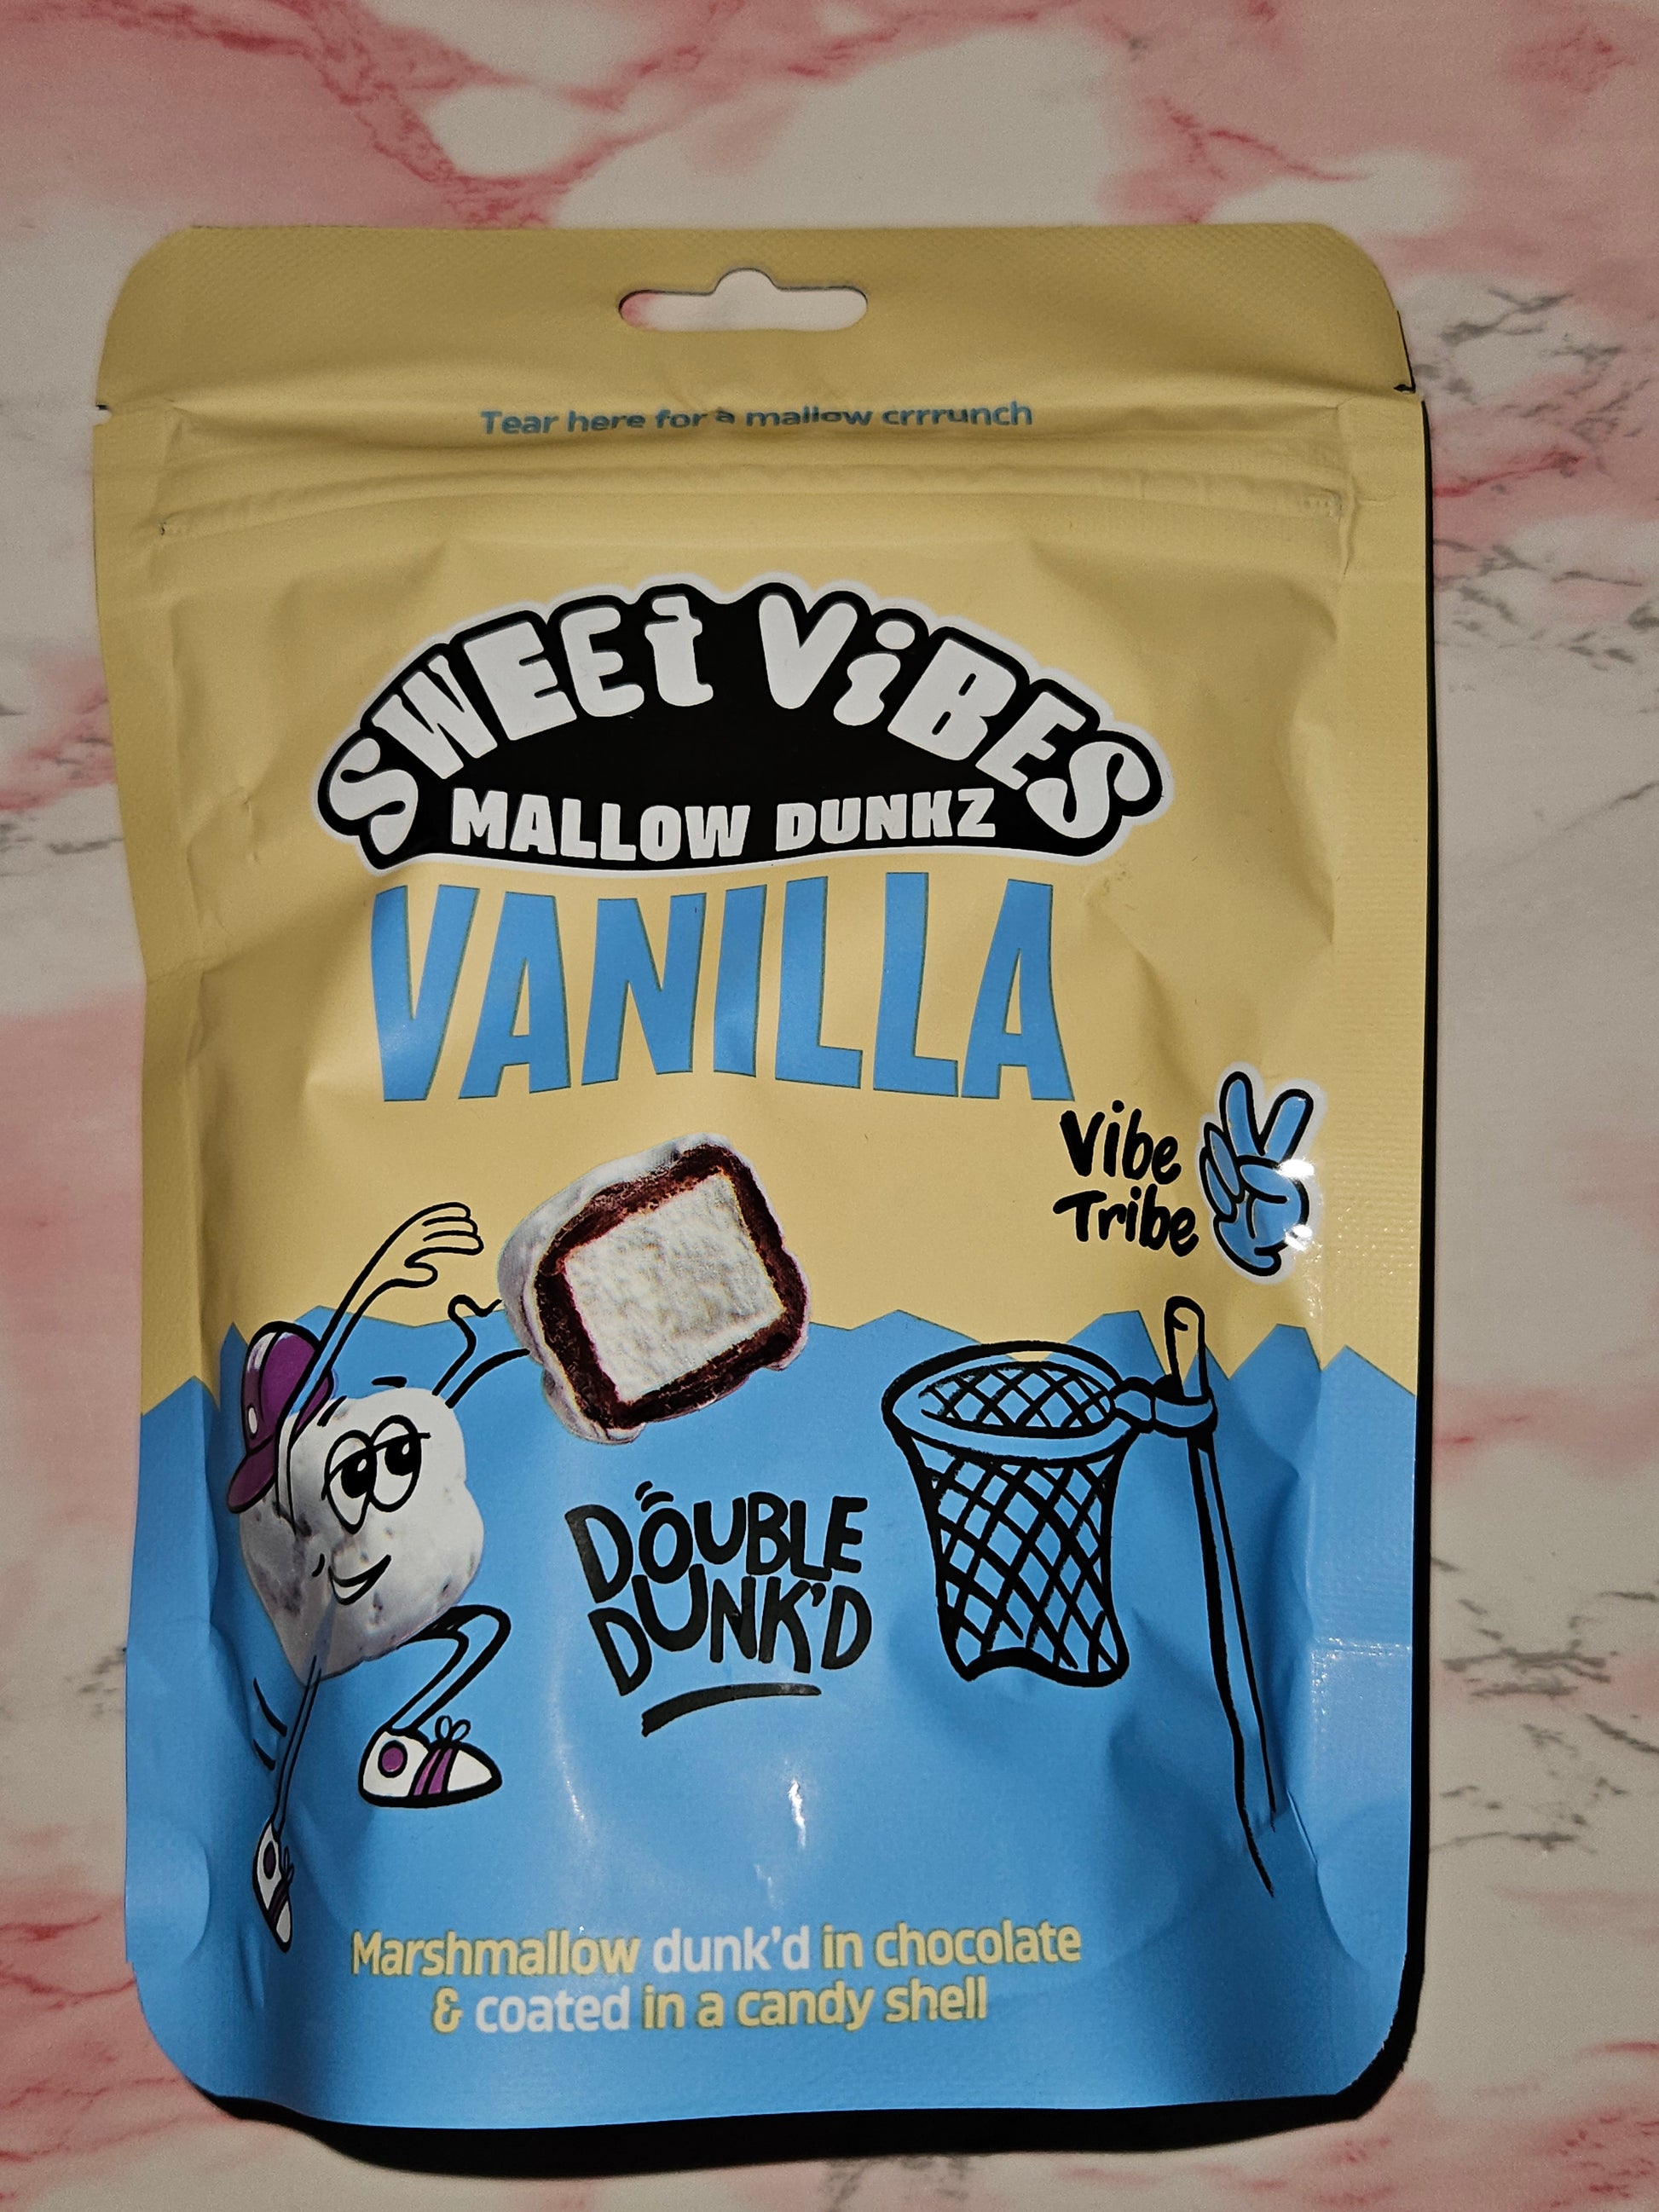 Tear here for a mallow crrrunch
SWEEt ViBES
MALLOW DUNKZ
VANILLA
Vibe
Tribe
DOUBLE
DUNK'D
Marshmallow dunk'd in chocolate
& coated in a candy shell